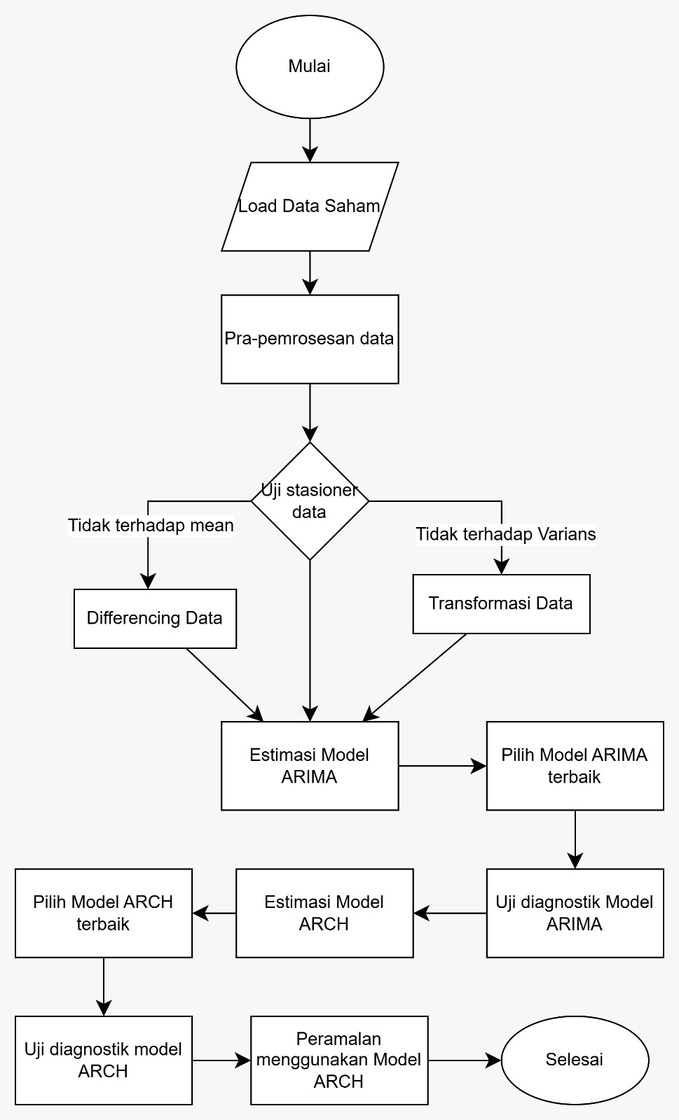 Mulai
Load Data Saham
Pra-pemrosesan data
Uji stasioner
data
Tidak terhadap mean
Tidak terhadap Varians
Differencing Data
Transformasi Data
Estimasi Model
ARIMA
Pilih Model ARIMA
terbaik
Uji diagnostik Model
ARIMA
Estimasi Model
ARCH
Pilih Model ARCH
terbaik
Uji diagnostik model
ARCH
Peramalan
menggunakan Model
ARCH
Selesai